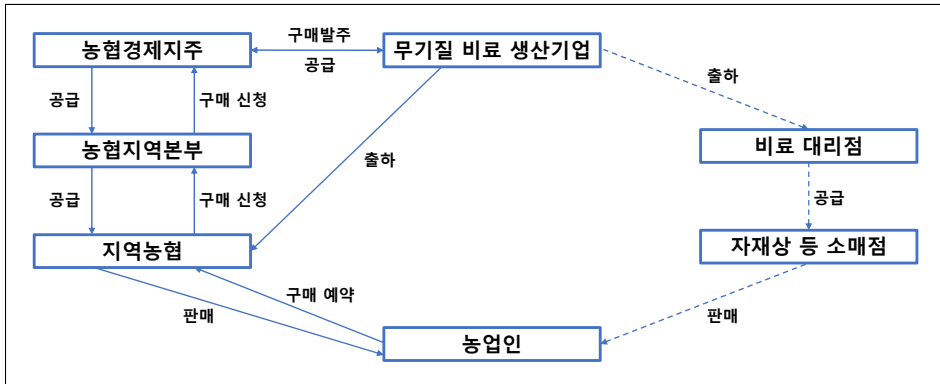 농협경제지주
구매발주
공급
무기질 비료 생산기업
출하
공급
구매 신청
농협지역본부
출하
비료 대리점
공급
구매 신청
공급
지역농협
자재상 등 소매점
구매 예약
판매
판매
농업인